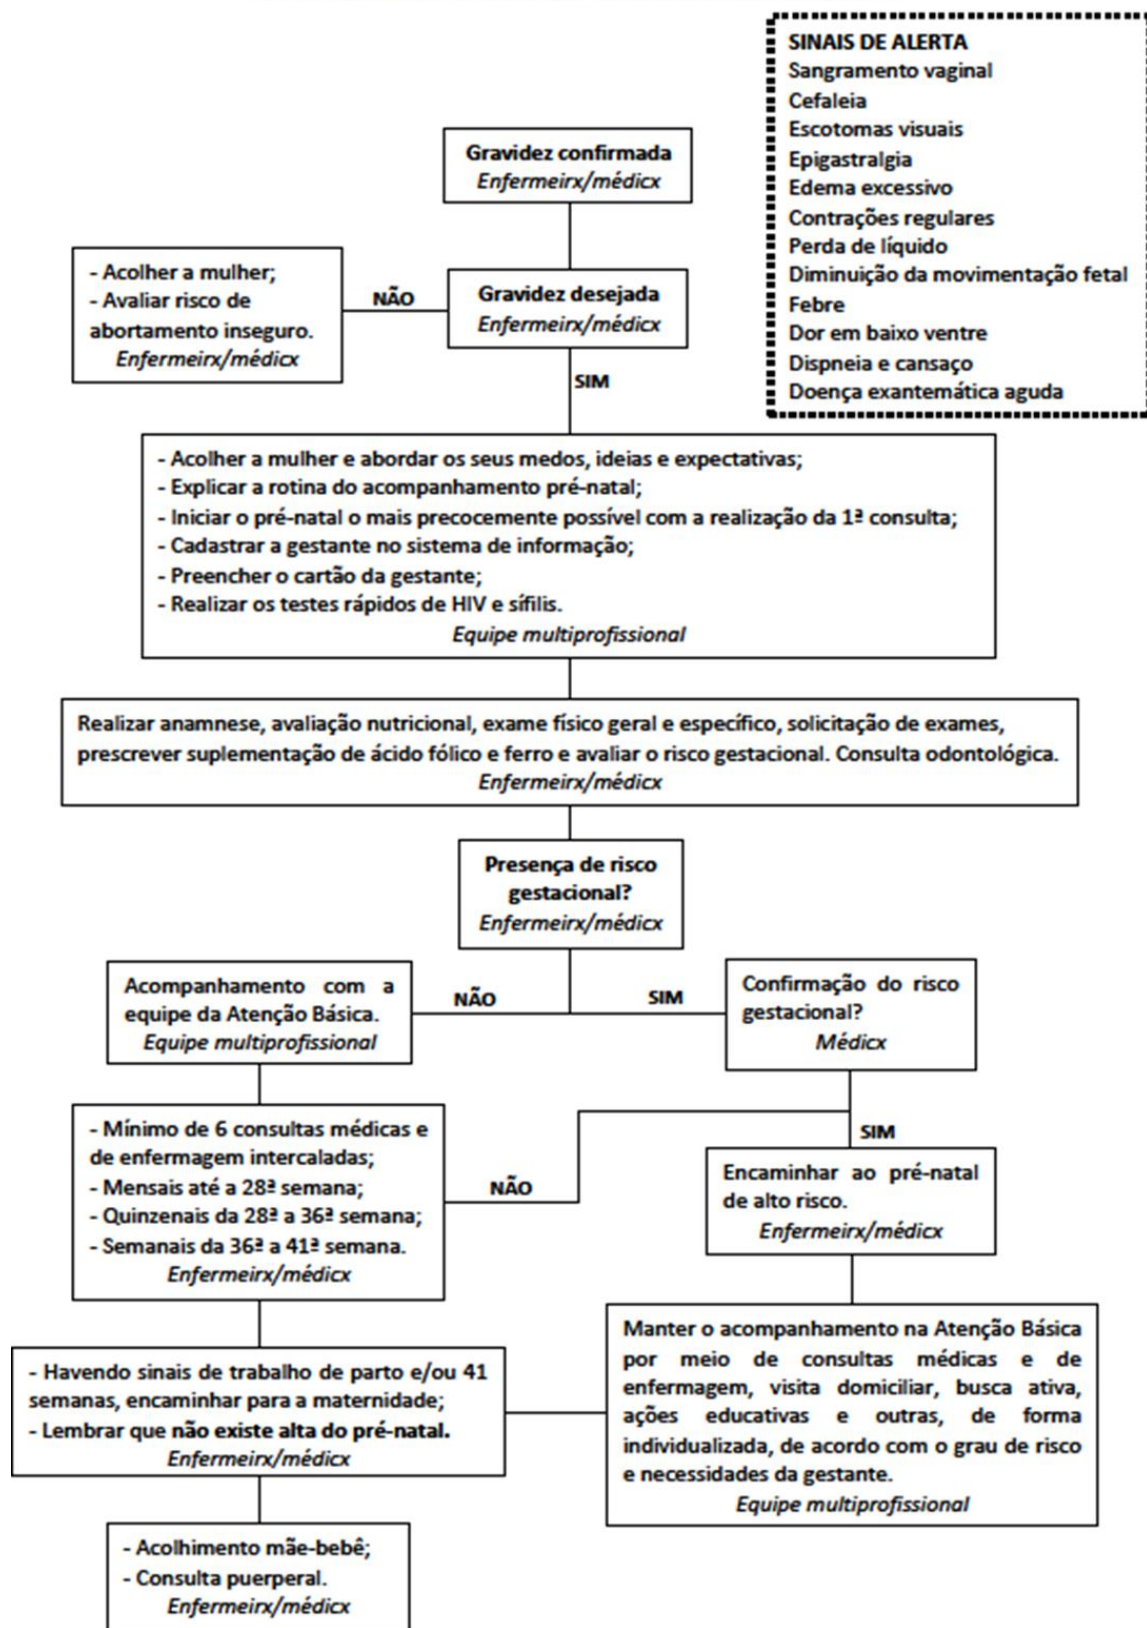 SINAIS DE ALERTA
Sangramento vaginal
Cefaleia
Escotomas visuais
Epigastralgia
Edema excessivo
Contrações regulares
Perda de líquido
Diminuição da movimentação fetal
Febre
Dor em baixo ventre
Dispneia e cansaço
Doença exantemática aguda
Gravidez confirmada
Enfermeirx/médicx
Gravidez desejada
Enfermeirx/médicx
NÃO
- Acolher a mulher;
- Avaliar risco de
abortamento inseguro.
Enfermeirx/médicx
SIM
- Acolher a mulher e abordar os seus medos, ideias e expectativas;
- Explicar a rotina do acompanhamento pré-natal;
- Iniciar o pré-natal o mais precocemente possível com a realização da 1ª consulta;
- Cadastrar a gestante no sistema de informação;
- Preencher o cartão da gestante;
- Realizar os testes rápidos de HIV e sífilis.
Equipe multiprofissional
Realizar anamnese, avaliação nutricional, exame físico geral e específico, solicitação de exames,
prescrever suplementação de ácido fólico e ferro e avaliar o risco gestacional. Consulta odontológica.
Enfermeirx/médicx
Presença de risco
gestacional?
Enfermeirx/médicx
NÃO
SIM
Acompanhamento com a
equipe da Atenção Básica.
Equipe multiprofissional
Confirmação do risco
gestacional?
Médicx
- Mínimo de 6 consultas médicas e
de enfermagem intercaladas;
- Mensais até a 28ª semana;
- Quinzenais da 28ª a 36ª semana;
- Semanais da 36ª a 41ª semana.
Enfermeirx/médicx
NÃO
SIM
Encaminhar ao pré-natal
de alto risco.
Enfermeirx/médicx
- Havendo sinais de trabalho de parto e/ou 41
semanas, encaminhar para a maternidade;
- Lembrar que não existe alta do pré-natal.
Enfermeirx/médicx
Manter o acompanhamento na Atenção Básica
por meio de consultas médicas e de
enfermagem, visita domiciliar, busca ativa,
ações educativas e outras, de forma
individualizada, de acordo com o grau de risco
e necessidades da gestante.
Equipe multiprofissional
- Acolhimento mãe-bebê;
- Consulta puerperal.
Enfermeirx/médicx